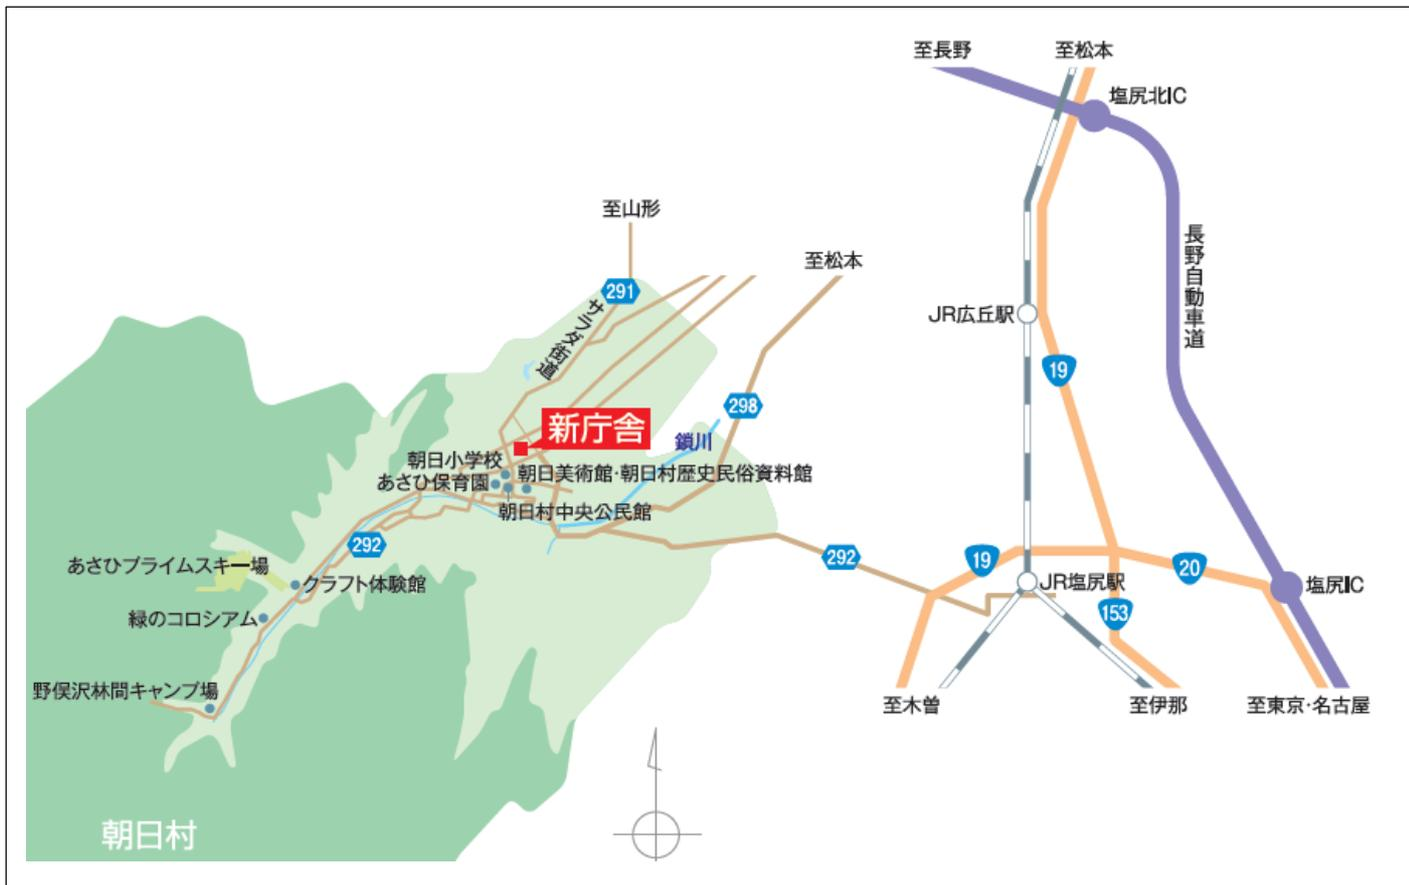 至長野
至松本
塩尻北IC
至山形
長野自動車道
至松本
291
サラダ街道
JR広丘駅
19
298
新庁舎
鎖川
朝日小学校
朝日美術館・朝日村歴史民俗資料館
あさひ保育園
朝日村中央公民館
292
292
19
20
あさひプライムスキー場
クラフト体験館
JR塩尻駅
塩尻IC
153
緑のコロシアム
野俣沢林間キャンプ場
至木曽
至伊那
至東京・名古屋
朝日村